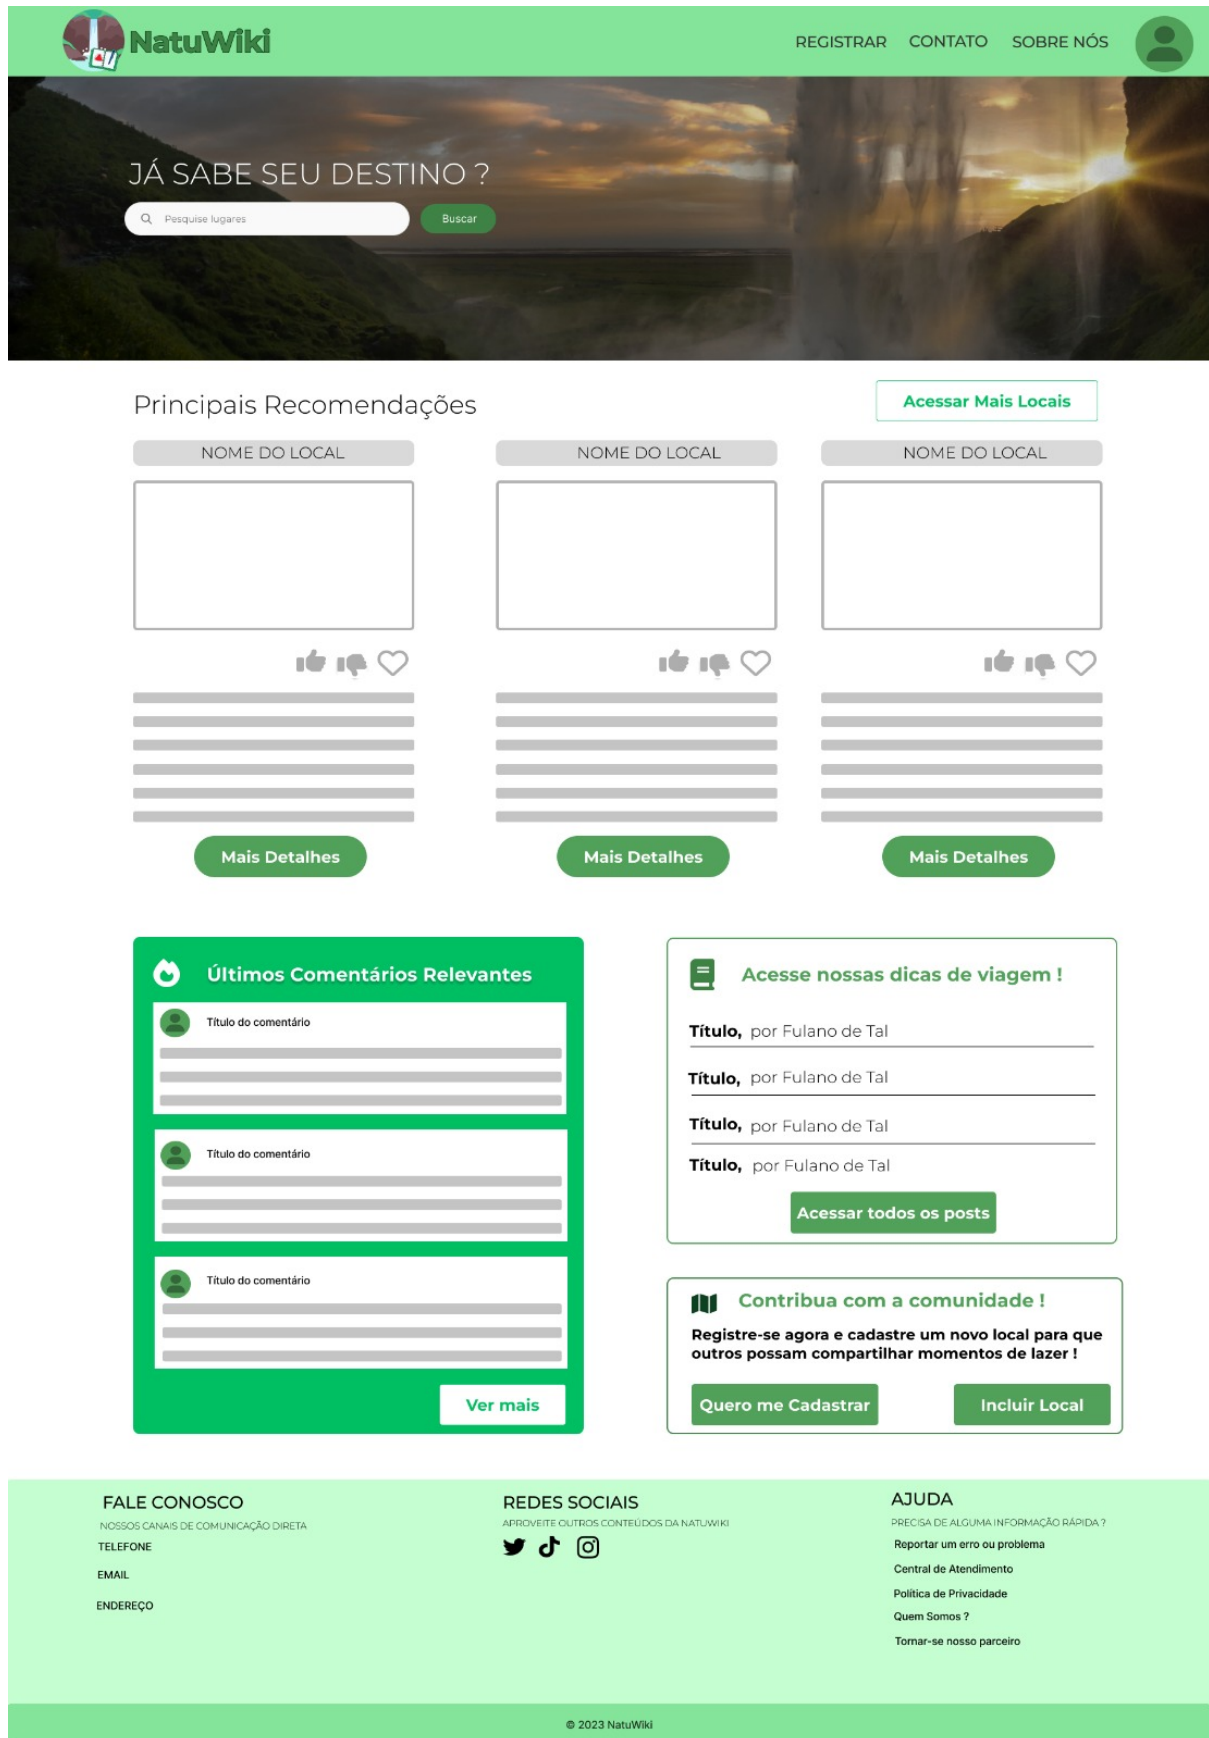 NatuWiki
REGISTRAR CONTATO SOBRE NÓS
JÁ SABE SEU DESTINO ?
Pesquise lugares
Buscar
Principais Recomendações
Acessar Mais Locais
NOME DO LOCAL
NOME DO LOCAL
NOME DO LOCAL
Mais Detalhes
Mais Detalhes
Mais Detalhes
Últimos Comentários Relevantes
Título do comentário
Título do comentário
Título do comentário
Ver mais
Acesse nossas dicas de viagem !
Título, por Fulano de Tal
Título, por Fulano de Tal
Título, por Fulano de Tal
Título, por Fulano de Tal
Acessar todos os posts
Contribua com a comunidade !
Registre-se agora e cadastre um novo local para que
outros possam compartilhar momentos de lazer !
Quero me Cadastrar
Incluir Local
FALE CONOSCO
NOSSOS CANAIS DE COMUNICAÇÃO DIRETA
TELEFONE
EMAIL
ENDEREÇO
REDES SOCIAIS
APROVEITE OUTROS CONTEÚDOS DA NATUWIKI
AJUDA
PRECISA DE ALGUMA INFORMAÇÃO RÁPIDA ?
Reportar um erro ou problema
Central de Atendimento
Política de Privacidade
Quem Somos ?
Tornar-se nosso parceiro
© 2023 NatuWiki